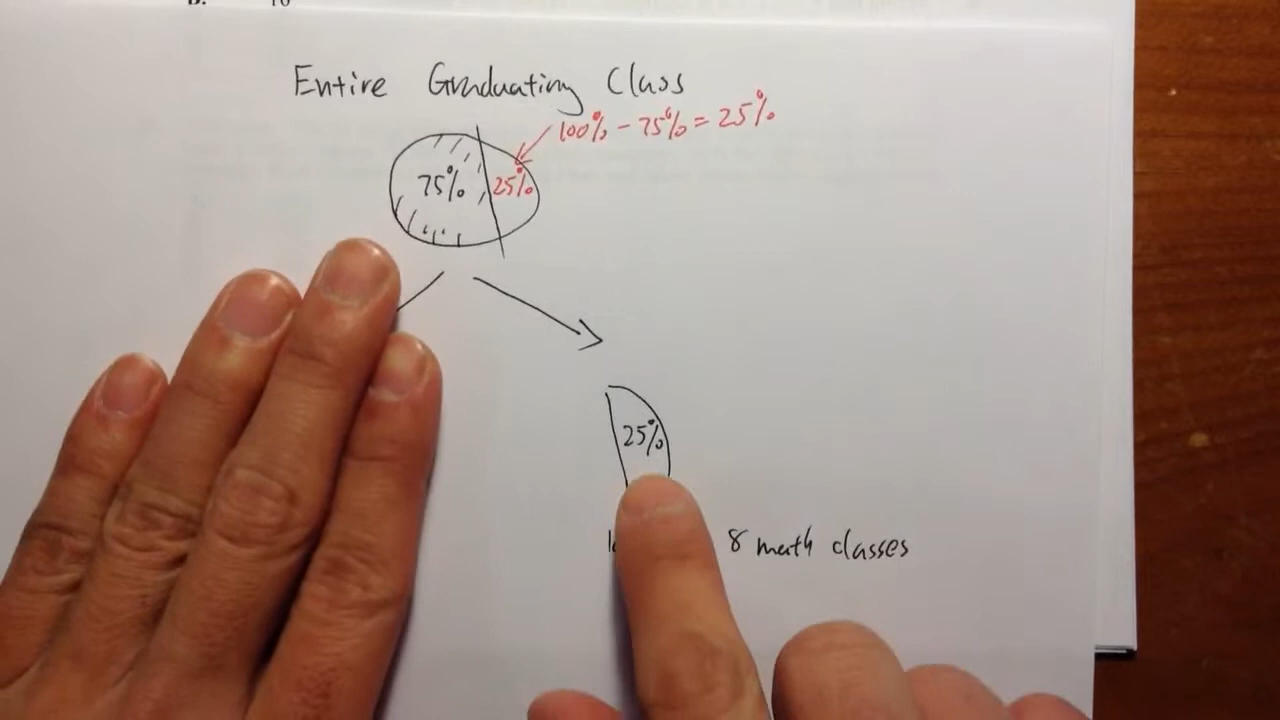 Entire Graduating Class
100% - 75% = 25%
75% 25%
25%
8 math classes